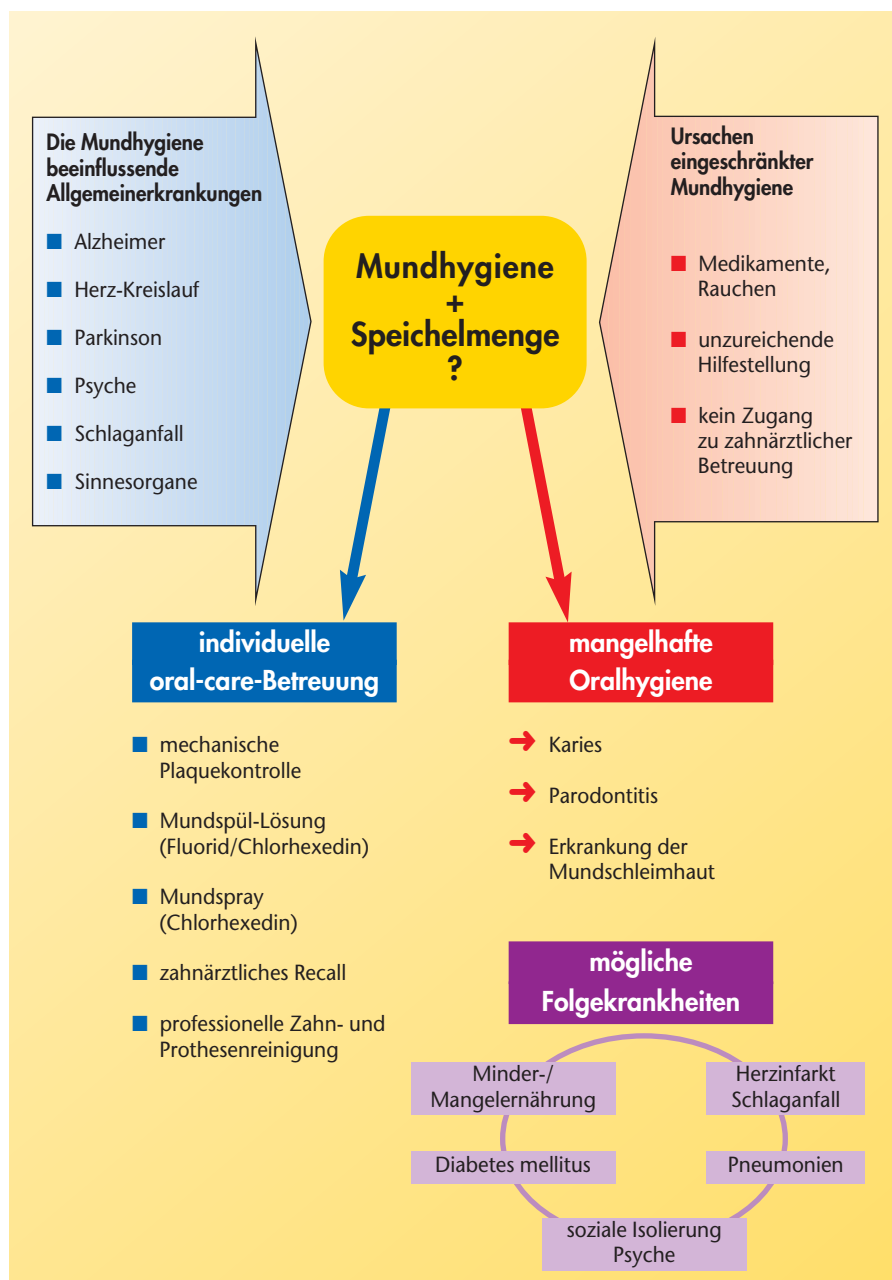 Die Mundhygiene
beeinflussende
Allgemeinerkrankungen
Alzheimer
Herz-Kreislauf
Parkinson
Psyche
Schlaganfall
Sinnesorgane
Mundhygiene
+
Speichelmenge
?
Ursachen
eingeschränkter
Mundhygiene
Medikamente,
Rauchen
unzureichende
Hilfestellung
kein Zugang
zu zahnärztlicher
Betreuung
individuelle
oral-care-Betreuung
mechanische
Plaquekontrolle
Mundspül-Lösung
(Fluorid/Chlorhexedin)
Mundspray
(Chlorhexedin)
zahnärztliches Recall
professionelle Zahn- und
Prothesenreinigung
mangelhafte
Oralhygiene
Karies
Parodontitis
Erkrankung der
Mundschleimhaut
mögliche
Folgekrankheiten
Minder-/
Mangelernährung
Herzinfarkt
Schlaganfall
Diabetes mellitus
Pneumonien
soziale Isolierung
Psyche